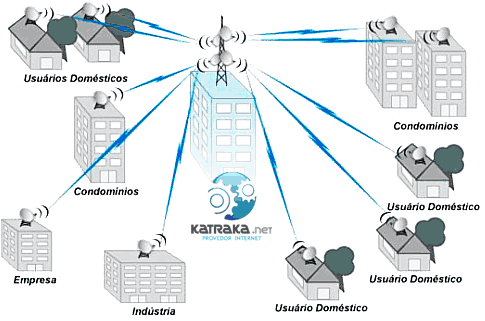 Usuários Domésticos
Condomínios
Condomínios
Usuário Doméstico
KATRAKA.net
PROVEDOR INTERNET
Usuário Doméstico
Empresa
Indústria
Usuário Doméstico